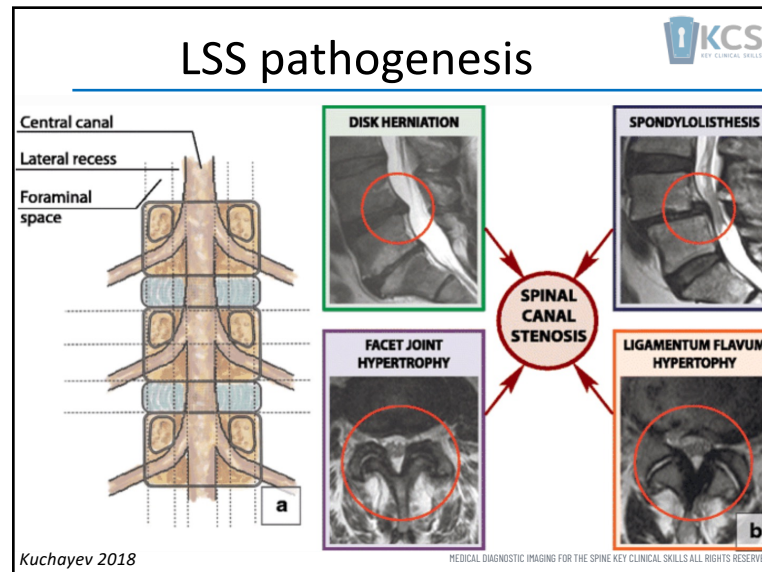 LSS pathogenesis
KCS
KEY CLINICAL SKILLS
Central canal
Lateral recess
Foraminal
space
a
DISK HERNIATION
SPONDYLOLISTHESIS
SPINAL
CANAL
STENOSIS
FACET JOINT
HYPERTROPHY
LIGAMENTUM FLAVUM
HYPERTOPHY
b
Kuchayev 2018
MEDICAL DIAGNOSTIC IMAGING FOR THE SPINE KEY CLINICAL SKILLS ALL RIGHTS RESERVE